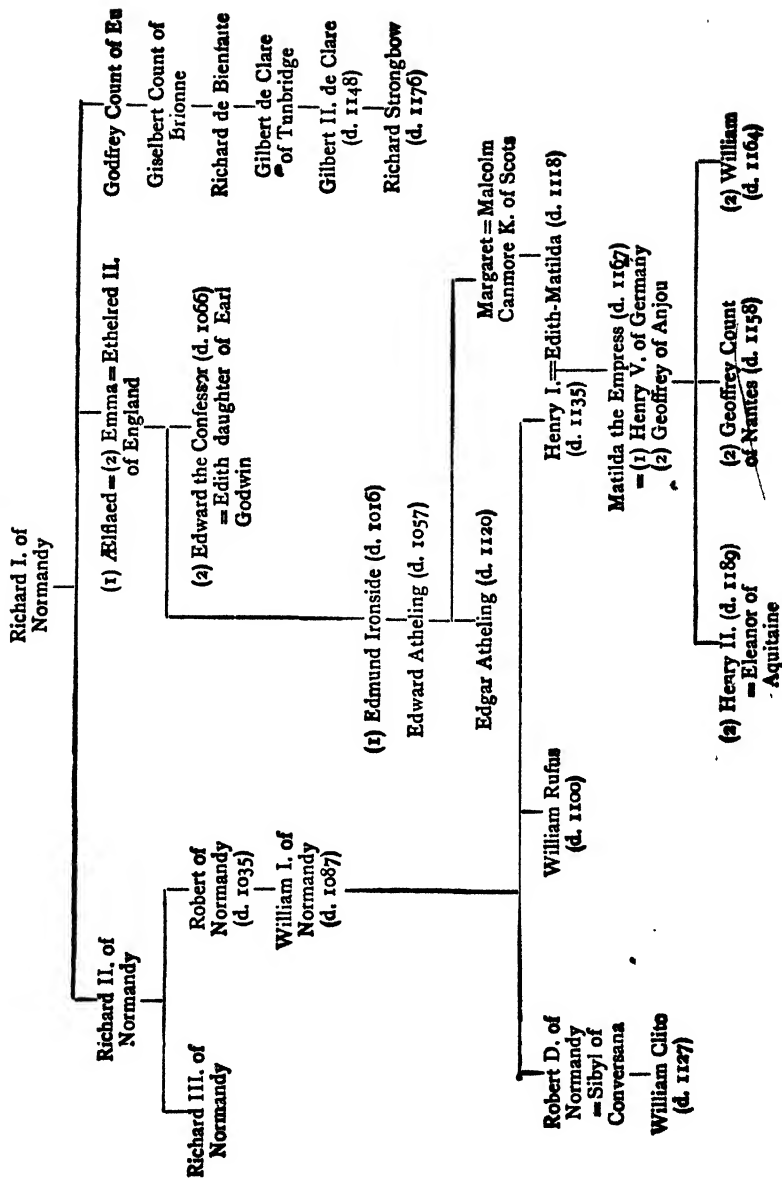 Richard I. of
Normandy
Richard II. of
Normandy
(1) Ælflaed = (2) Emma = Ethelred II.
of England
Godfrey Count of Eu
Giselbert Count of
Brionne
Richard de Bienfaite
Gilbert de Clare
of Tunbridge
Gilbert II. de Clare
(d. 1148)
Richard Strongbow
(d. 1176)
Richard III. of
Normandy
Robert of
Normandy
(d. 1035)
William I. of
Normandy
(d. 1087)
(2) Edward the Confessor (d. 1066)
= Edith daughter of Earl
Godwin
(1) Edmund Ironside (d. 1016)
Edward Atheling (d. 1057)
Edgar Atheling (d. 1120)
Margaret = Malcolm
Canmore K. of Scots
Robert D. of
Normandy
= Sibyl of
Conversana
William Clito
(d. 1127)
William Rufus
(d. 1100)
Henry I. = Edith-Matilda (d. 1118)
(d. 1135)
Matilda the Empress (d. 1167)
= (1) Henry V. of Germany
(2) Geoffrey of Anjou
(2) Henry II. (d. 1189)
= Eleanor of
Aquitaine
(2) Geoffrey Count
of Nantes (d. 1158)
(2) William
(d. 1164)